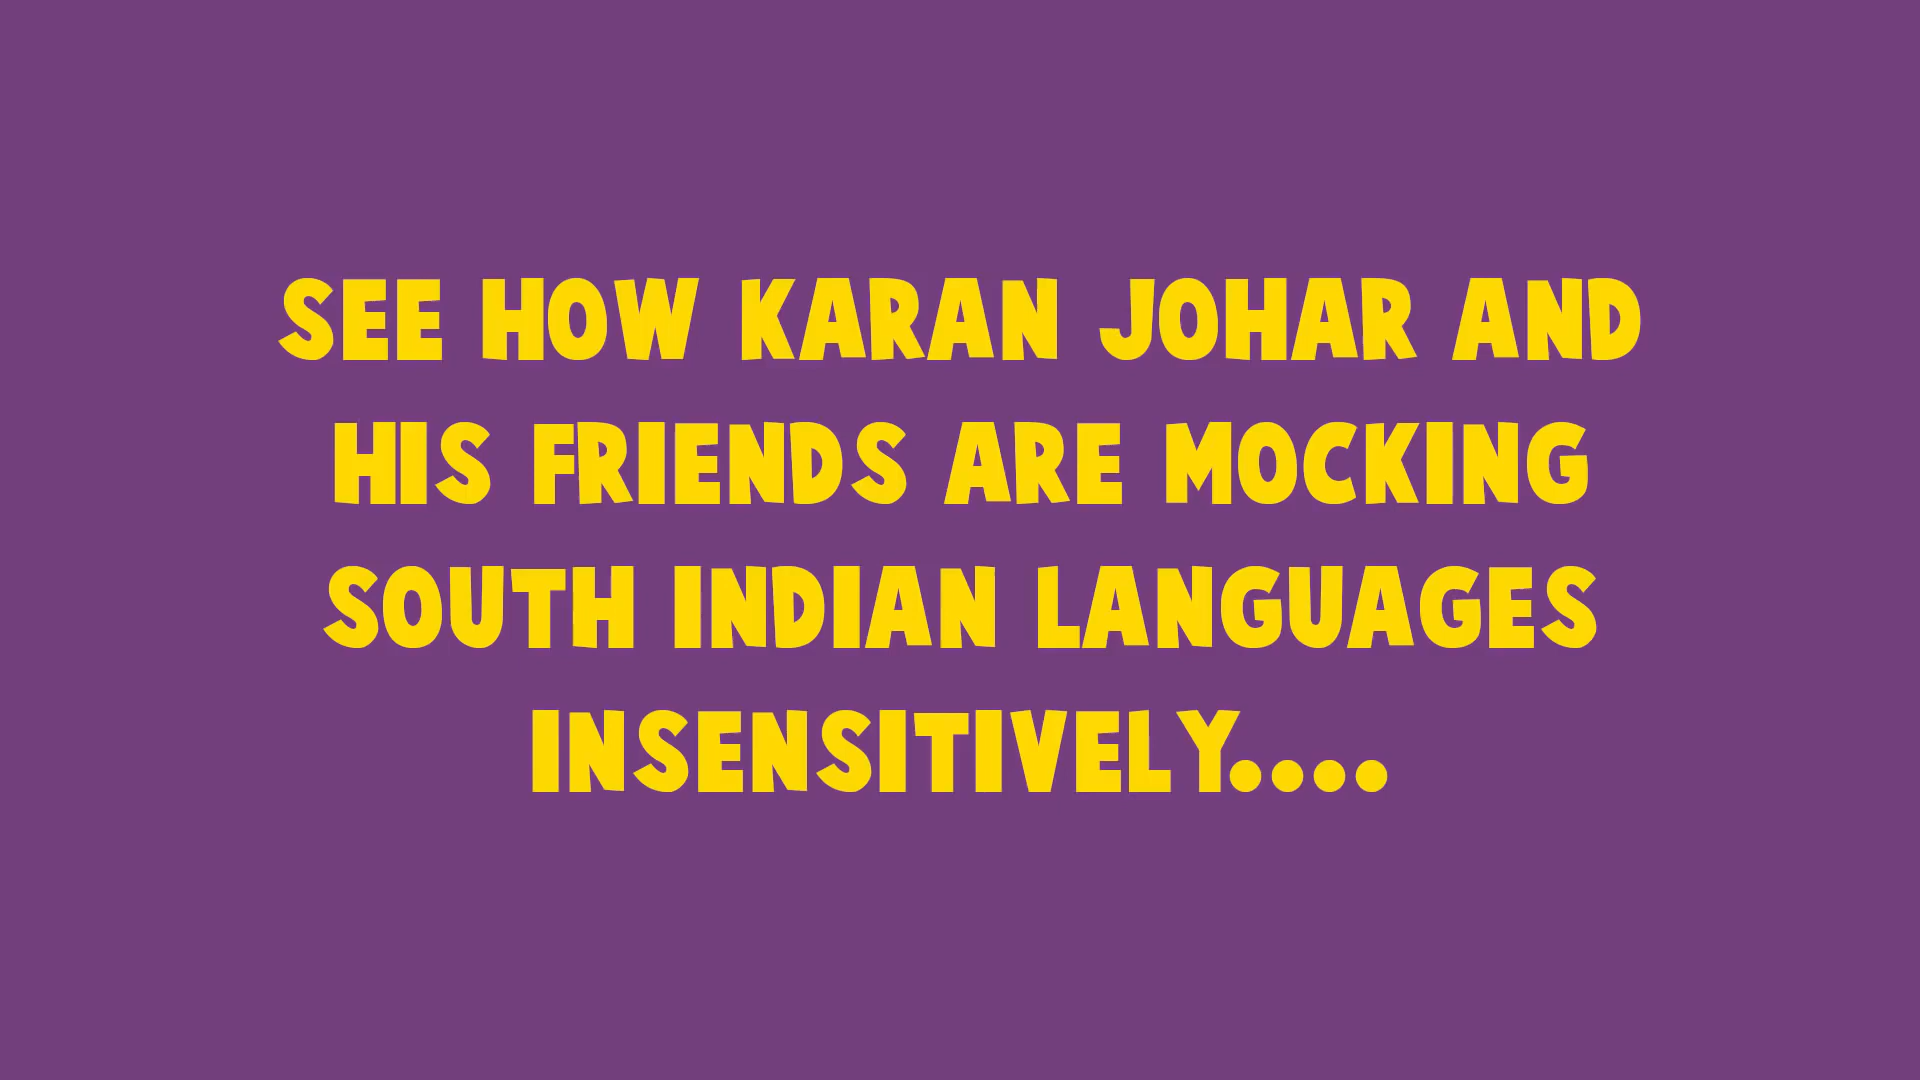 SEE HOW KARAN JOHAR AND
HIS FRIENDS ARE MOCKING
SOUTH INDIAN LANGUAGES
INSENSITIVELY....